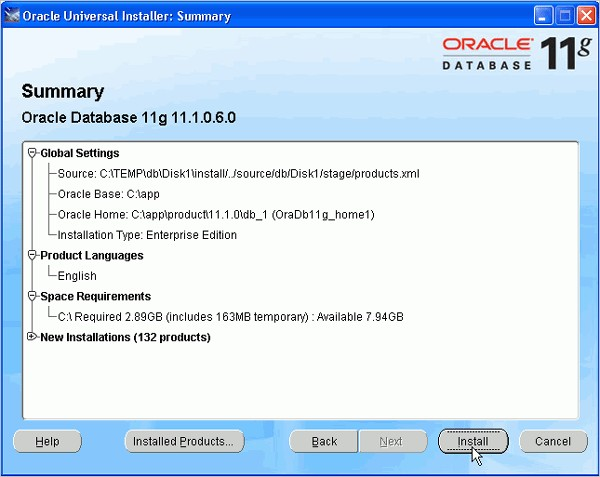 Oracle Universal Installer: Summary
ORACLE
DATABASE 11g
Summary
Oracle Database 11g 11.1.0.6.0
Global Settings
Source: C:\TEMP\db\Disk1\install/../source/db/Disk1/stage/products.xml
Oracle Base: C:\app
Oracle Home: C:\app\product\11.1.0\db_1 (OraDb11g_home1)
Installation Type: Enterprise Edition
Product Languages
English
Space Requirements
C:\ Required 2.89GB (includes 163MB temporary) : Available 7.94GB
New Installations (132 products)
Help Installed Products... Back Next Install Cancel